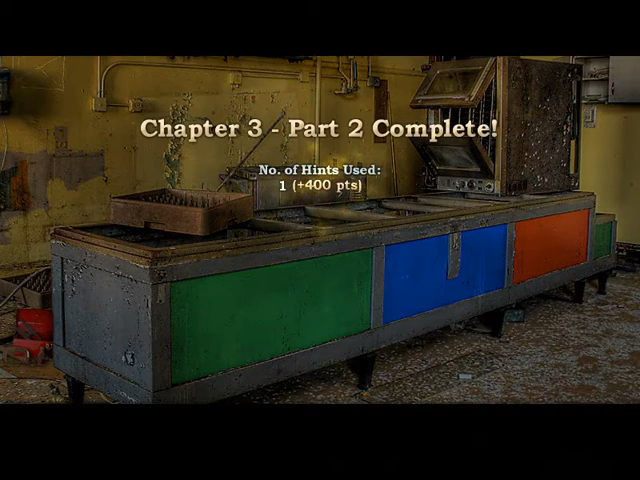 Chapter 3 - Part 2 Complete!
No. of Hints Used:
1 (+400 pts)